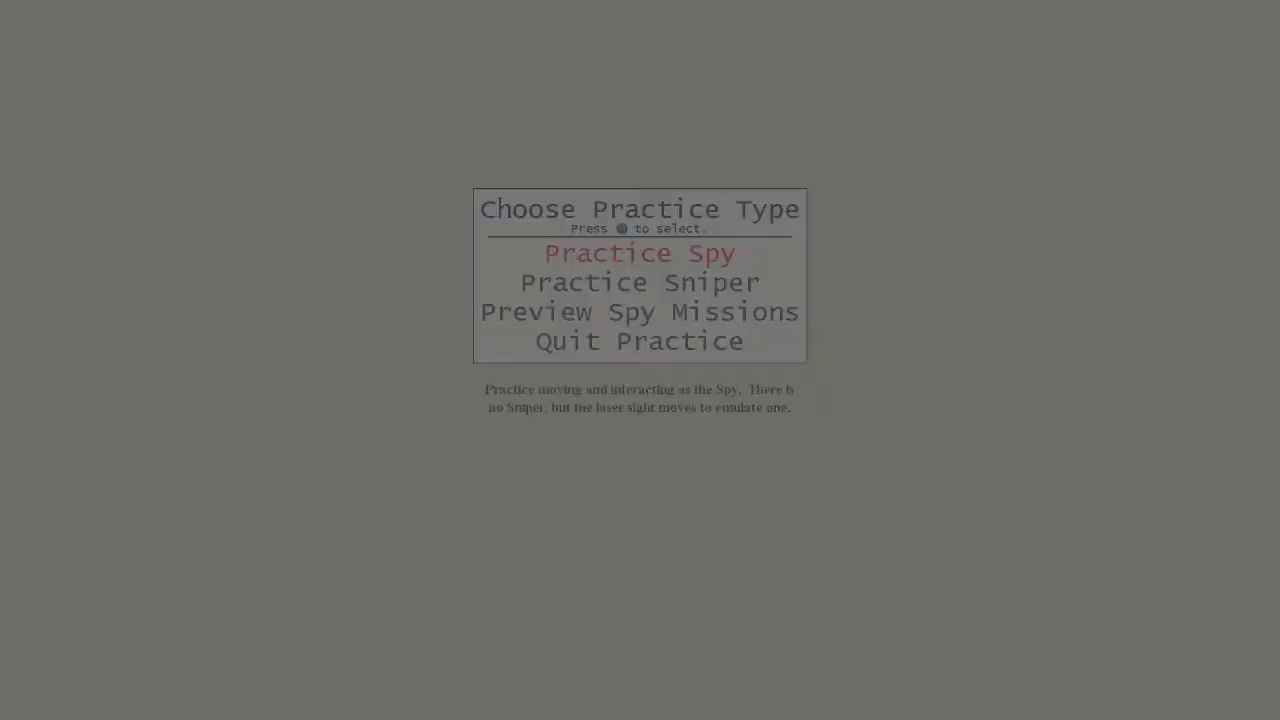 Choose Practice Type
Press to select.
Practice Spy
Practice Sniper
Preview Spy Missions
Quit Practice
Practice moving and interacting as the Spy. There is
no Sniper, but the laser sight moves to emulate one.